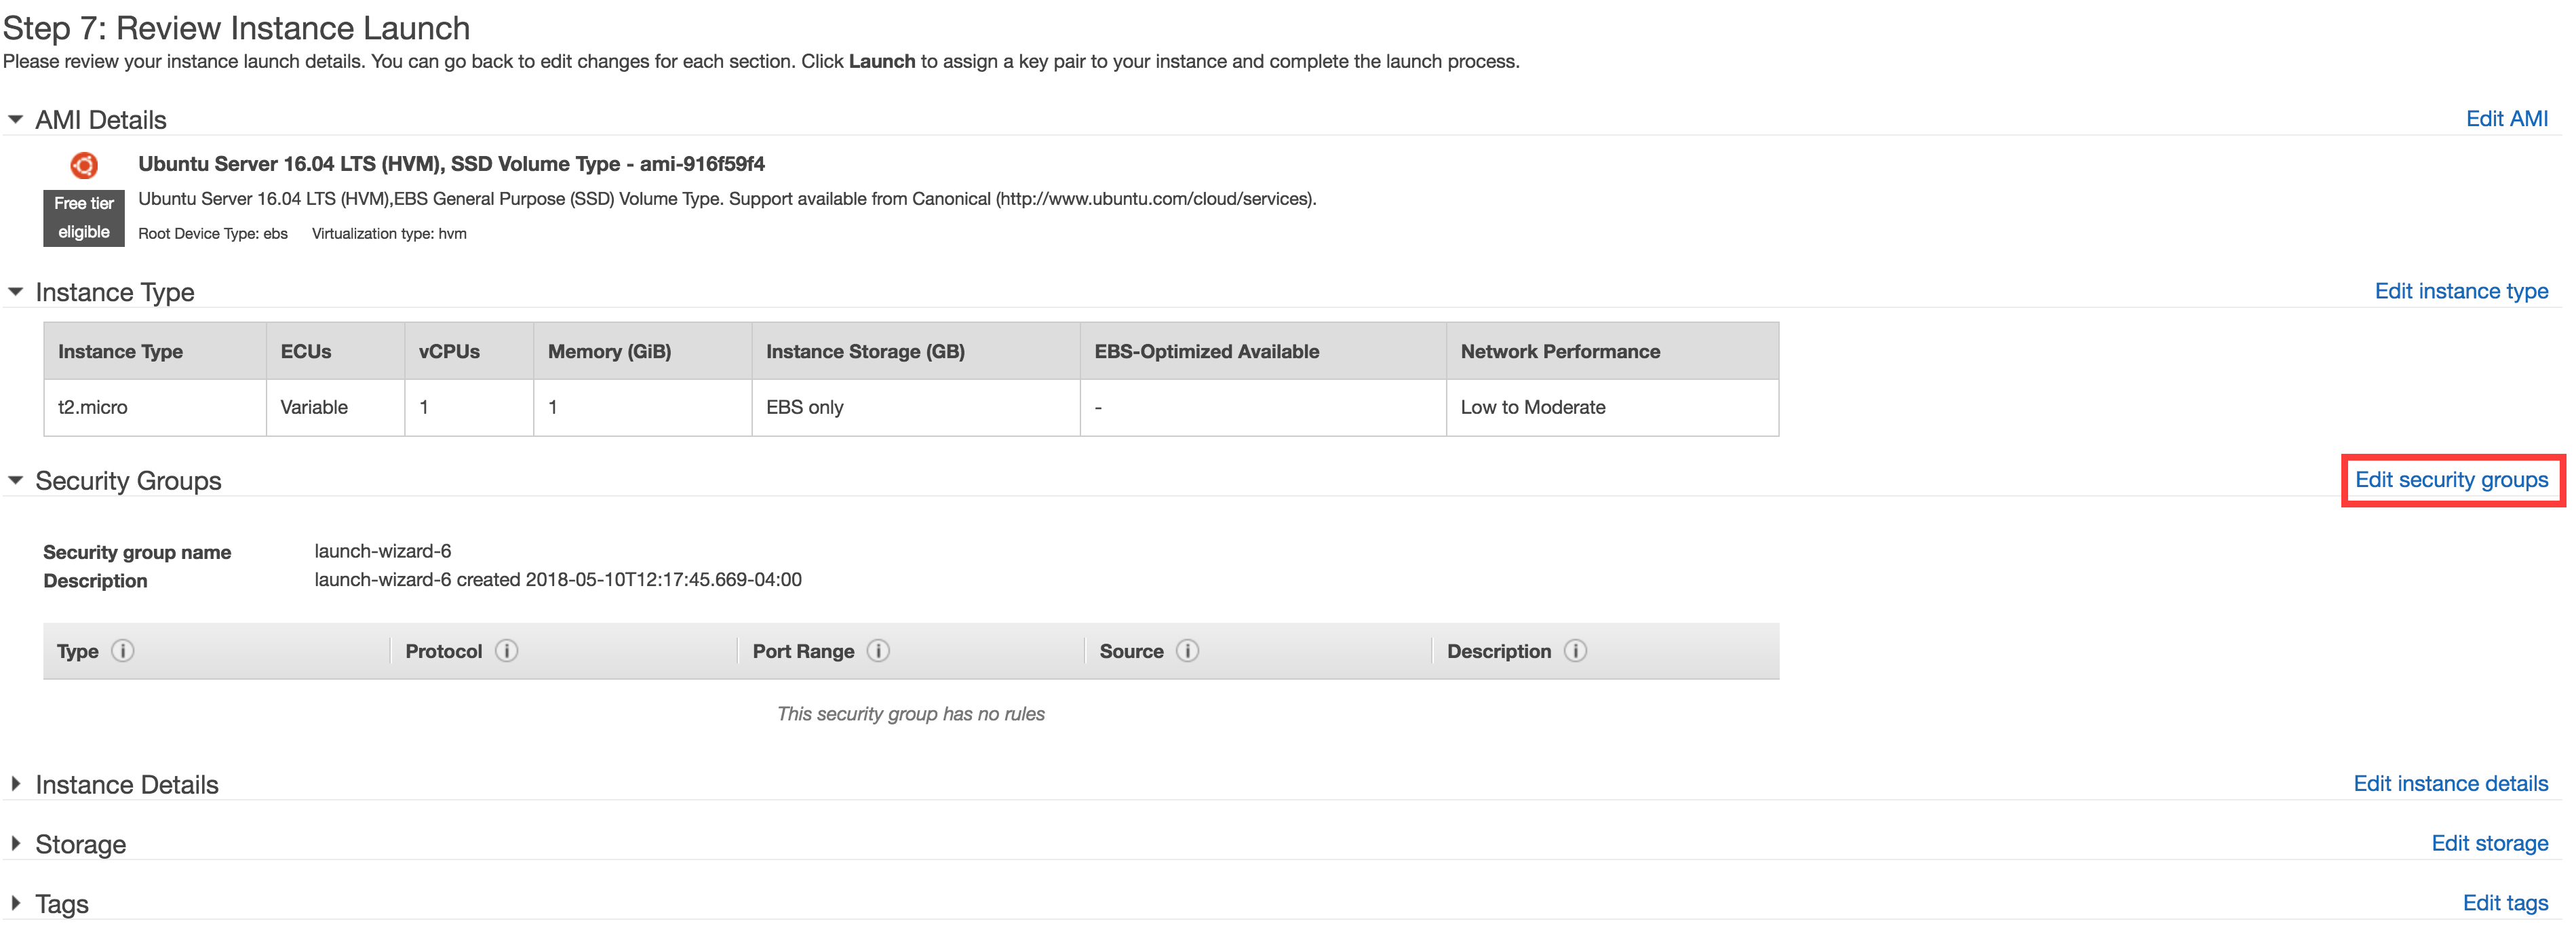 Step 7: Review Instance Launch
Please review your instance launch details. You can go back to edit changes for each section. Click Launch to assign a key pair to your instance and complete the launch process.
AMI Details Edit AMI
Ubuntu Server 16.04 LTS (HVM), SSD Volume Type - ami-916f59f4
Free tier eligible
Ubuntu Server 16.04 LTS (HVM),EBS General Purpose (SSD) Volume Type. Support available from Canonical (http://www.ubuntu.com/cloud/services).
Root Device Type: ebs Virtualization type: hvm
Instance Type Edit instance type
Instance Type ECUs vCPUs Memory (GiB) Instance Storage (GB) EBS-Optimized Available Network Performance
t2.micro Variable 1 1 EBS only - Low to Moderate
Security Groups Edit security groups
Security group name launch-wizard-6
Description launch-wizard-6 created 2018-05-10T12:17:45.669-04:00
Type i Protocol i Port Range i Source i Description i
This security group has no rules
Instance Details Edit instance details
Storage Edit storage
Tags Edit tags